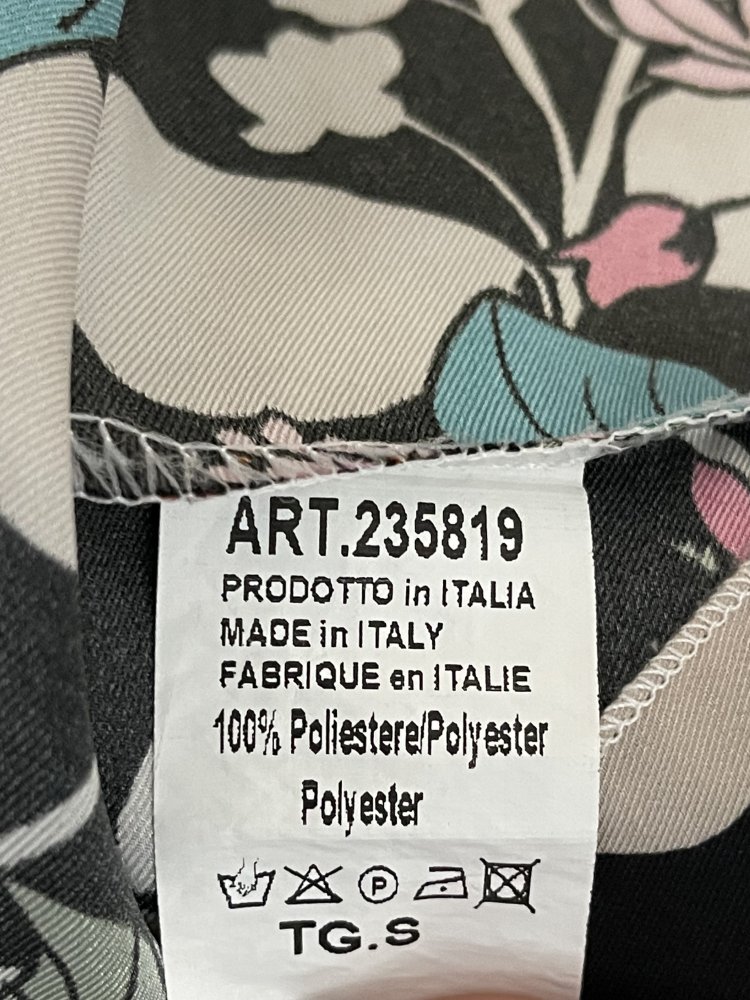 ART.235819
PRODOTTO in ITALIA
MADE in ITALY
FABRIQUE en ITALIE
100% Poliestere/Polyester
Polyester
P
TG.S